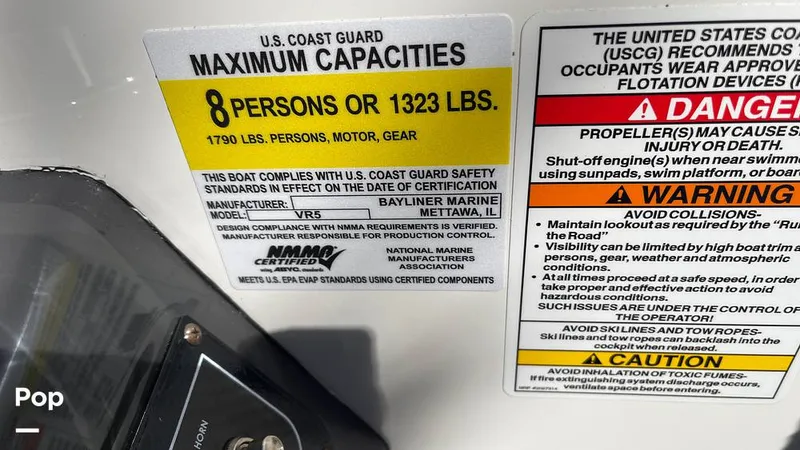 U.S. COAST GUARD
MAXIMUM CAPACITIES
8 PERSONS OR 1323 LBS.
1790 LBS. PERSONS, MOTOR, GEAR
THIS BOAT COMPLIES WITH U.S. COAST GUARD SAFETY
STANDARDS IN EFFECT ON THE DATE OF CERTIFICATION
MANUFACTURER: BAYLINER MARINE
MODEL: VR5 METTAWA, IL
DESIGN COMPLIANCE WITH NMMA REQUIREMENTS IS VERIFIED.
MANUFACTURER RESPONSIBLE FOR PRODUCTION CONTROL.
NMMA
CERTIFIED
using ABYC standards
NATIONAL MARINE
MANUFACTURERS
ASSOCIATION
MEETS U.S. EPA EVAP STANDARDS USING CERTIFIED COMPONENTS
THE UNITED STATES COA
(USCG) RECOMMENDS
OCCUPANTS WEAR APPROVE
FLOTATION DEVICES (
DANGE
PROPELLER(S) MAY CAUSE S
INJURY OR DEATH.
Shut-off engine(s) when near swimm
using sunpads, swim platform, or boar
WARNING
AVOID COLLISIONS-
• Maintain lookout as required by the "Ru
the Road"
• Visibility can be limited by high boat trim a
persons, gear, weather and atmospheric
conditions.
• At all times proceed at a safe speed, in order
take proper and effective action to avoid
hazardous conditions.
SUCH ISSUES ARE UNDER THE CONTROL OF
THE OPERATOR!
AVOID SKI LINES AND TOW ROPES-
Ski lines and tow ropes can backlash into the
cockpit when released.
CAUTION
AVOID INHALATION OF TOXIC FUMES-
If fire extinguishing system discharge occurs,
ventilate space before entering.
HORN
Pop